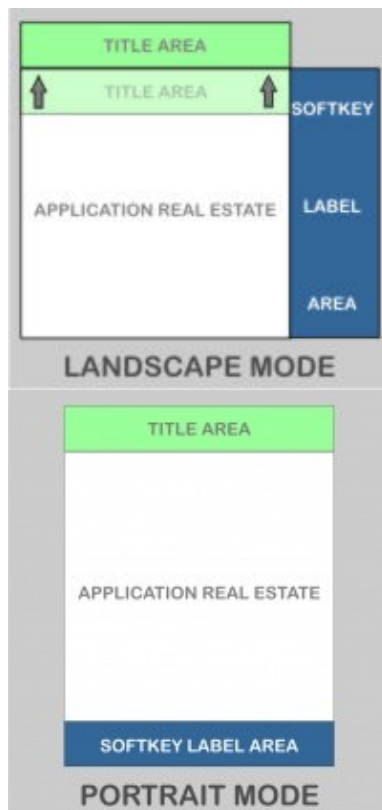 TITLE AREA
TITLE AREA
SOFTKEY
APPLICATION REAL ESTATE
LABEL
AREA
LANDSCAPE MODE
TITLE AREA
APPLICATION REAL ESTATE
SOFTKEY LABEL AREA
PORTRAIT MODE